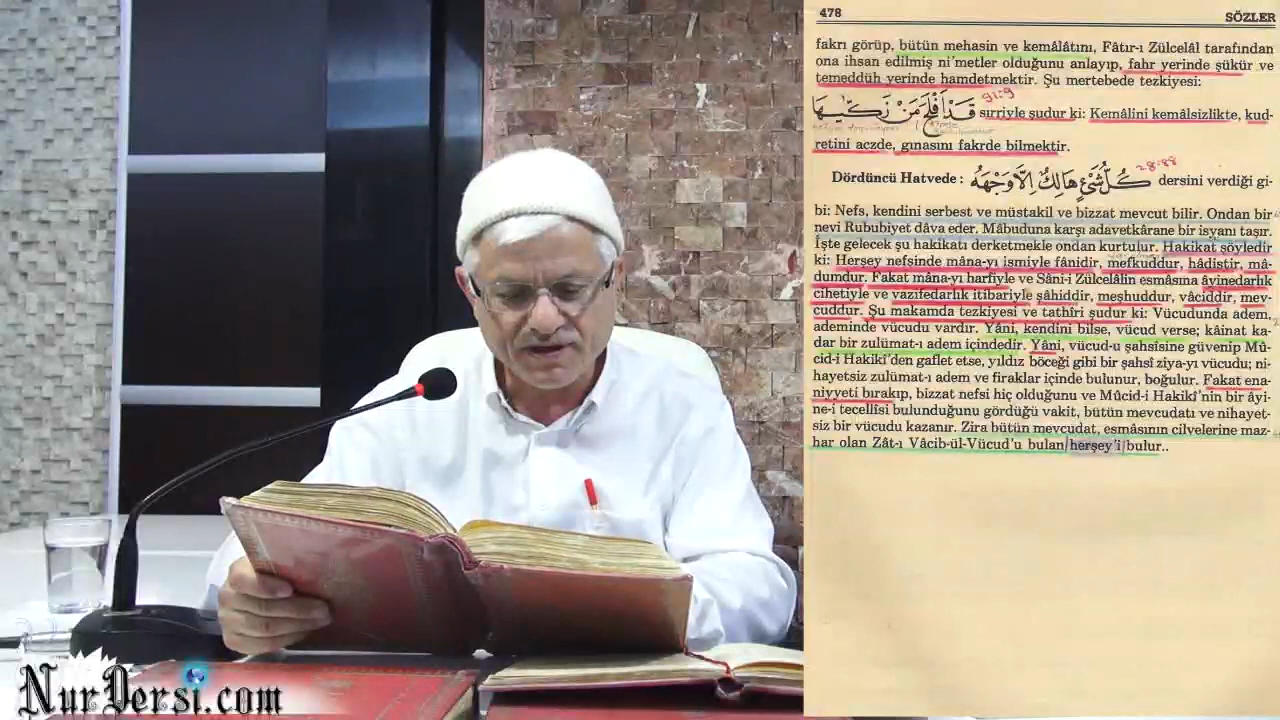 478
SÖZLER
fakrı görüp, bütün mehasin ve kemâlâtını, Fâtır-ı Zülcelâl tarafından
ona ihsan edilmiş ni'metler olduğunu anlayıp, fahr yerinde şükür ve
temeddüh yerinde hamdetmektir. Şu mertebede tezkiyesi:
91:9
قَدْ اَفْلَحَ مَنْ زَكّٰيهَا sırriyle şudur ki: Kemâlini kemâlsizlikte, kud-
retini aczde, gınasını fakrde bilmektir.
28:88
Dördüncü Hatvede: كُلُّ شَيْءٍ هَالِكٌ اِلَّا وَجْهَهُ dersini verdiği gi-
bi: Nefs, kendini serbest ve müstakil ve bizzat mevcut bilir. Ondan bir
nevi Rububiyet dâva eder. Mâbuduna karşı adavetkârane bir isyanı taşır.
İşte gelecek şu hakikatı derketmekle ondan kurtulur. Hakikat şöyledir
ki: Herşey nefsinde mâna-yı ismiyle fânidir, mefkuddur, hâdistir, mâ-
dumdur. Fakat mâna-yı harfiyle ve Sâni-i Zülcelâlin esmâsına âyinedarlık
cihetiyle ve vazifedarlık itibariyle şâhiddir, meşhuddur, vâciddir, mev-
cuddur. Şu makamda tezkiyesi ve tathîri şudur ki: Vücudunda adem,
ademinde vücudu vardır. Yâni, kendini bilse, vücud verse; kâinat ka-
dar bir zulümat-ı adem içindedir. Yâni, vücud-u şahsîsine güvenip Mû-
cid-i Hakikî'den gaflet etse, yıldız böceği gibi bir şahsî ziya-yı vücudu; ni-
hayetsiz zulümat-ı adem ve firaklar içinde bulunur, boğulur. Fakat ena-
niyyeti bırakıp, bizzat nefsi hiç olduğunu ve Mûcid-i Hakikî'nin bir âyi-
ne-i tecellîsi bulunduğunu gördüğü vakit, bütün mevcudatı ve nihayet-
siz bir vücudu kazanır. Zira bütün mevcudat, esmâsının cilvelerine maz-
har olan Zât-ı Vâcib-ül-Vücud'u bulan herşey'i bulur..
NurDersi.com